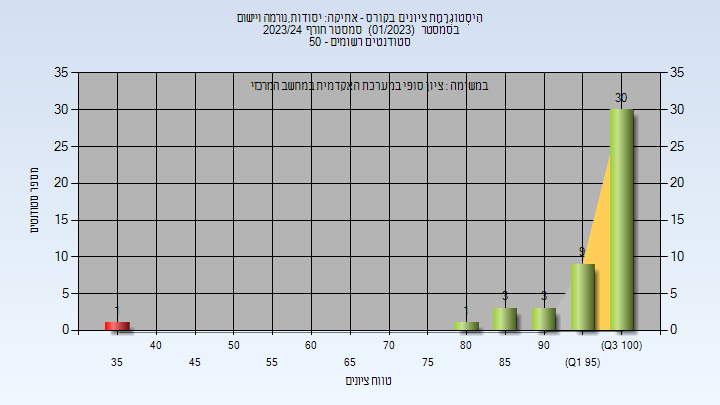 היסטוגרמת ציונים בקורס - אתיקה: יסודות,נורמה ויישום
בסמסטר (01/2023) סמסטר חורף 2023/24
סטודנטים רשומים - 50
במשימה : ציון סופי במערכת האקדמית במחשב המרכזי
מספר סטודנטים
35 35
30 30
25 25
20 20
15 15
10 10
5 5
0 0
1 1 3 3 9 30
40 50 60 70 80 90 (Q3 100)
35 45 55 65 75 85 (Q1 95)
טווח ציונים